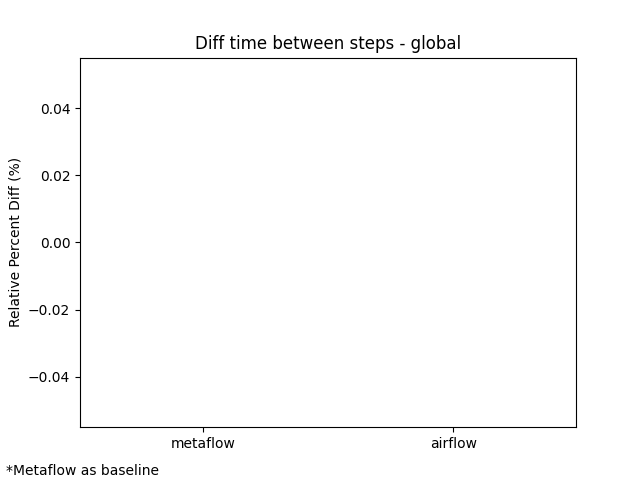 Diff time between steps - global
Relative Percent Diff (%)
0.04
0.02
0.00
−0.02
−0.04
metaflow
airflow
*Metaflow as baseline